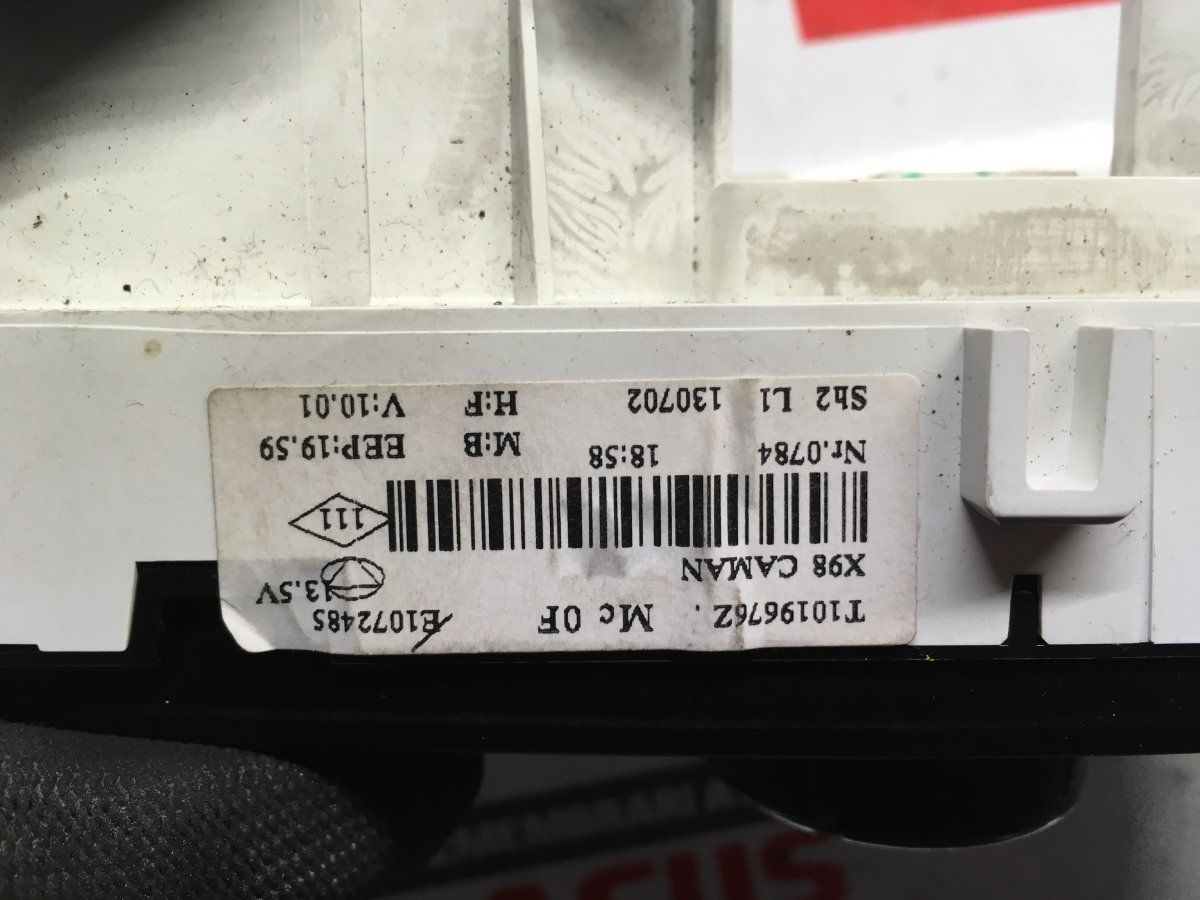 T1019676Z. Mc 0F E1072485
X98 CAMAN 13.5V
111
Nr.0784 18:58 M:B EEP:19.59
Sh2 L1 130702 H:F V:10.01